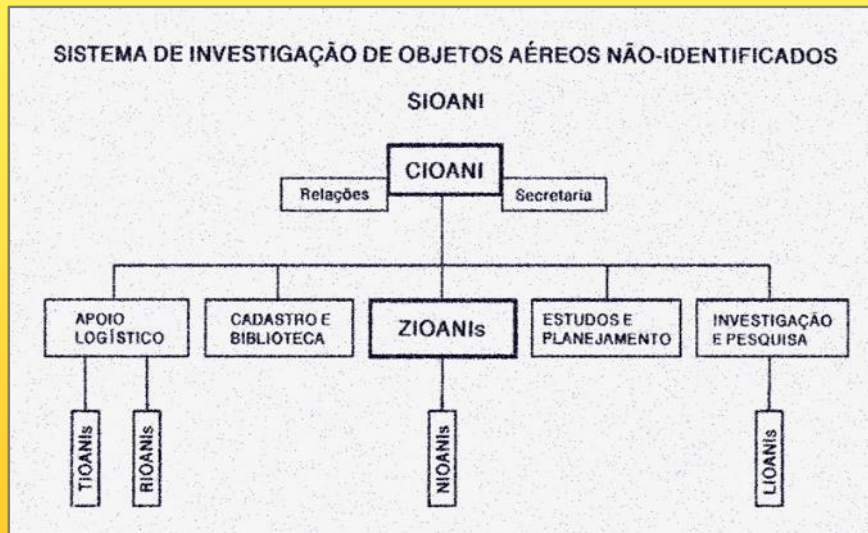 SISTEMA DE INVESTIGAÇÃO DE OBJETOS AÉREOS NÃO-IDENTIFICADOS
SIOANI
CIOANI
Relações
Secretaria
APOIO
LOGÍSTICO
CADASTRO E
BIBLIOTECA
ZIOANIs
ESTUDOS E
PLANEJAMENTO
INVESTIGAÇÃO
E PESQUISA
TIOANIs
RIOANIs
NIOANIs
LIOANIs